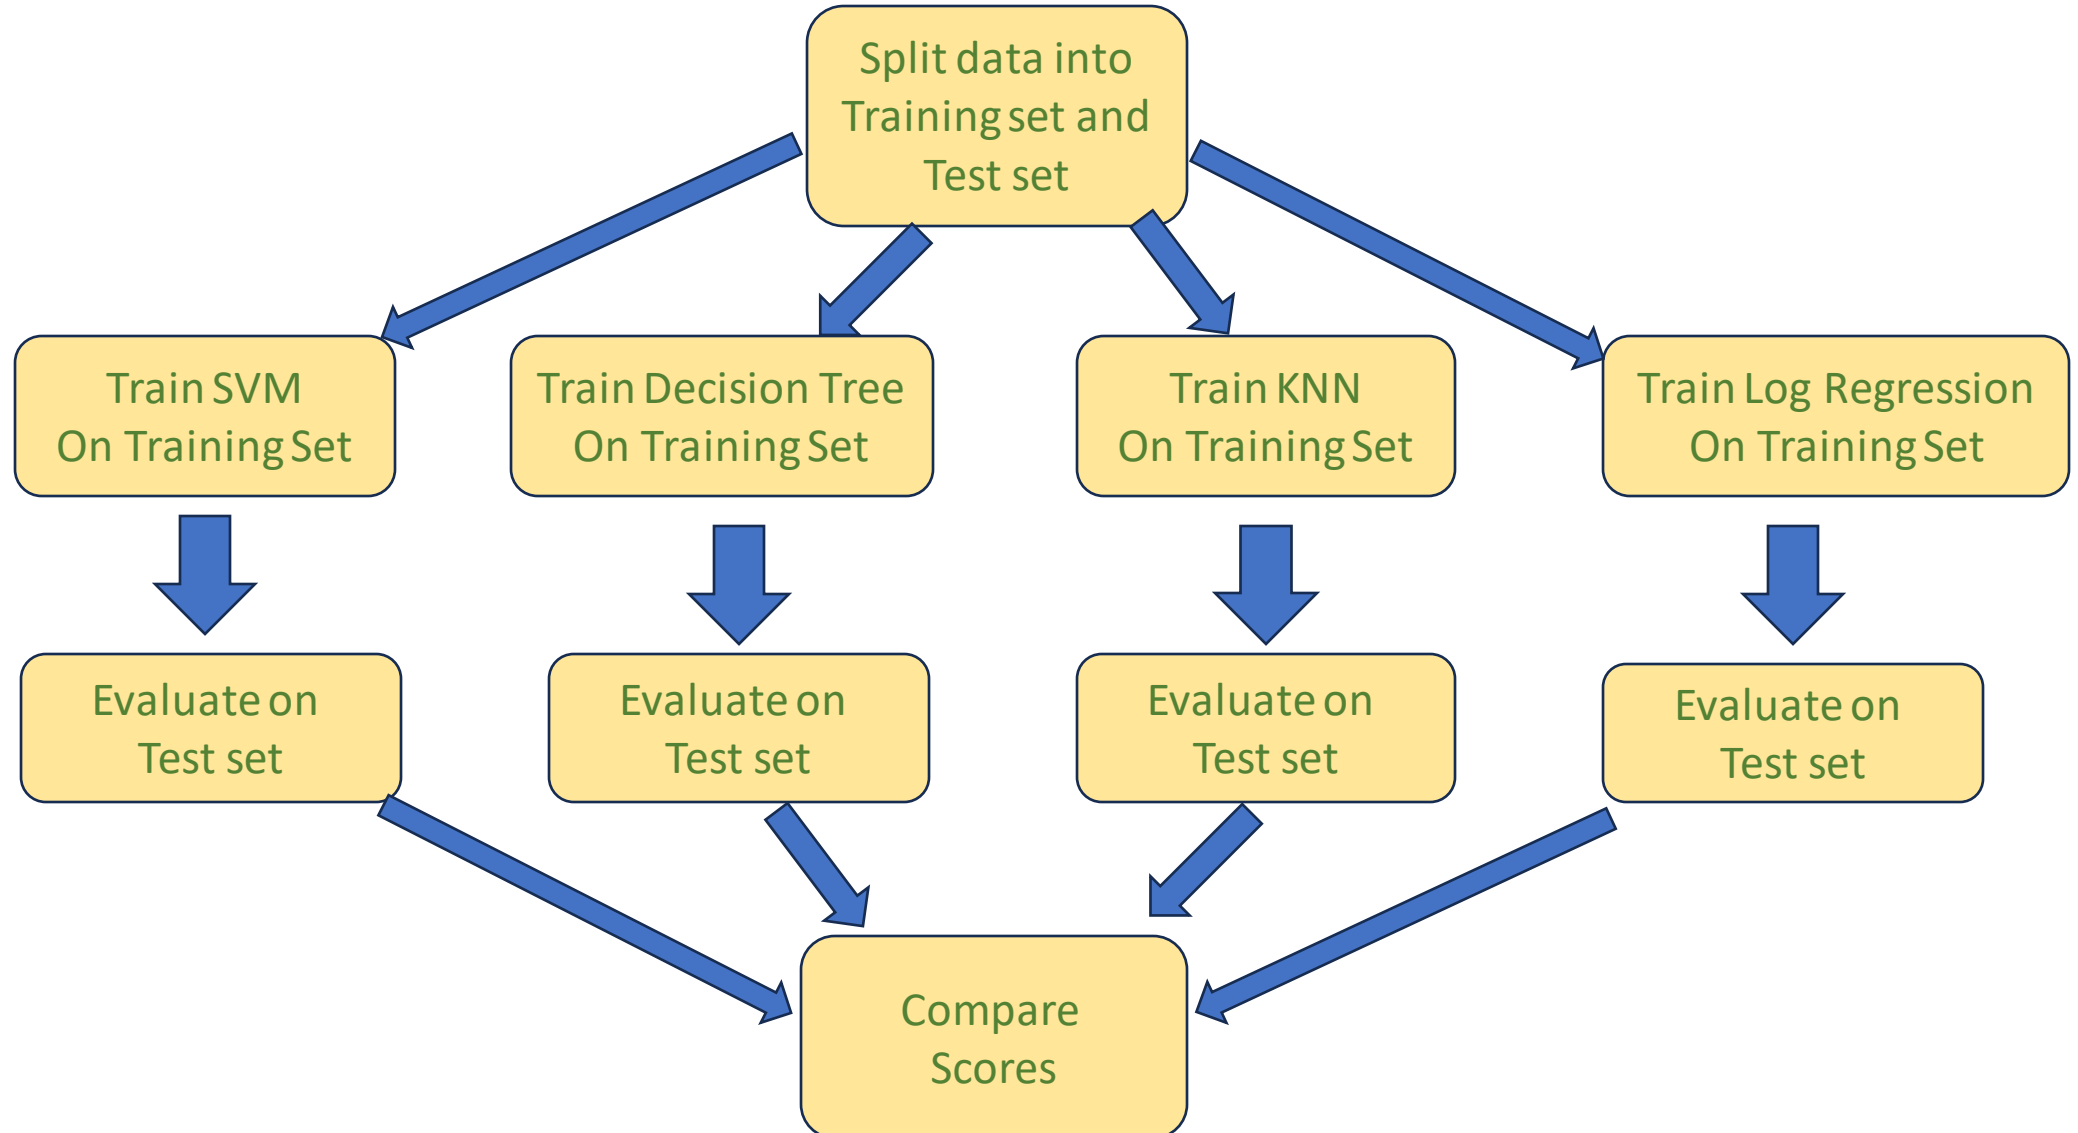 Split data into
Training set and
Test set
Train SVM
On Training Set
Train Decision Tree
On Training Set
Train KNN
On Training Set
Train Log Regression
On Training Set
Evaluate on
Test set
Evaluate on
Test set
Evaluate on
Test set
Evaluate on
Test set
Compare
Scores